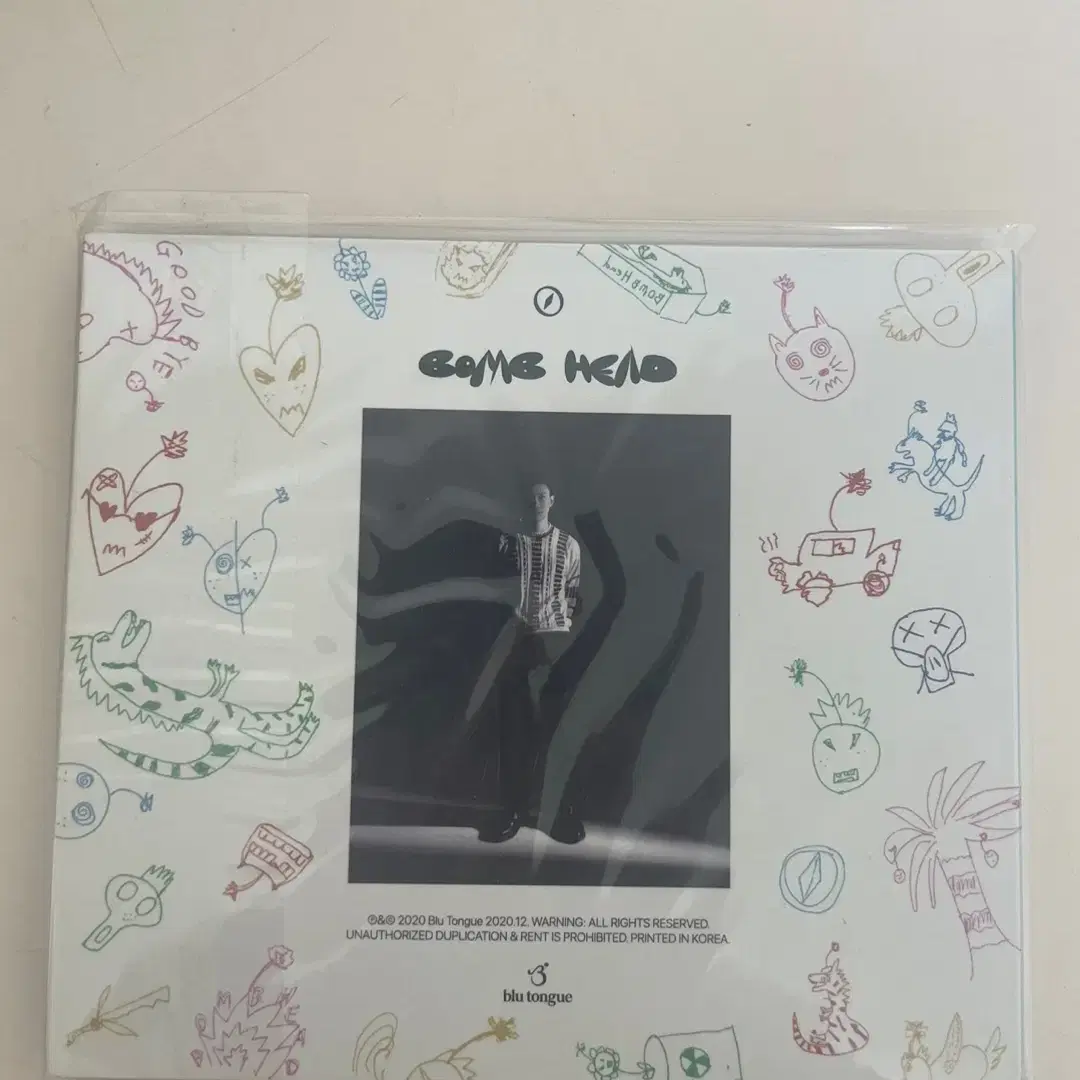 GOOD BYE
BOMB HEAD
BOMB HEAD
℗&© 2020 Blu Tongue 2020.12. WARNING: ALL RIGHTS RESERVED.
UNAUTHORIZED DUPLICATION & RENT IS PROHIBITED. PRINTED IN KOREA.
blu tongue